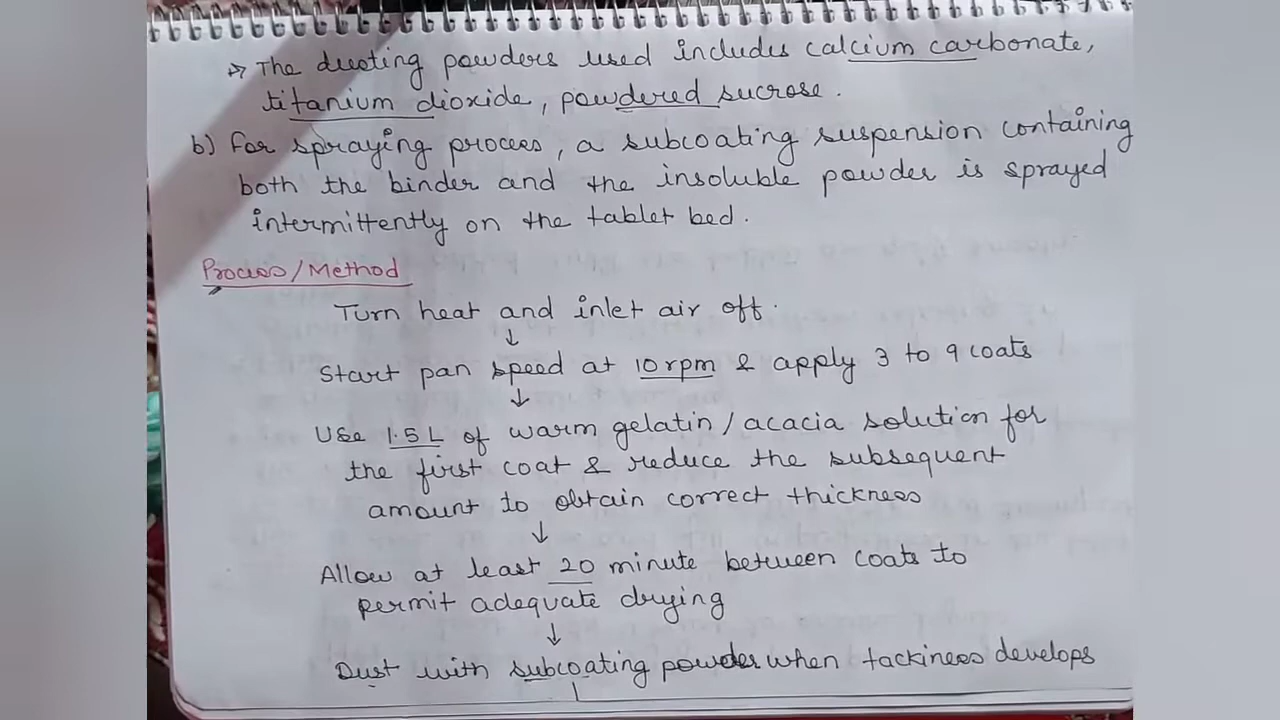 → The dusting powders used includes calcium carbonate,
titanium dioxide, powdered sucrose.
b) For spraying process, a subcoating suspension containing
both the binder and the insoluble powder is sprayed
intermittently on the tablet bed.
Process/Method
Turn heat and inlet air off.
↓
Start pan speed at 10 rpm & apply 3 to 9 coats
↓
Use 1.5 L of warm gelatin/acacia solution for
the first coat & reduce the subsequent
amount to obtain correct thickness
↓
Allow at least 20 minute between coats to
permit adequate drying
↓
Dust with subcoating powder when tackiness develops